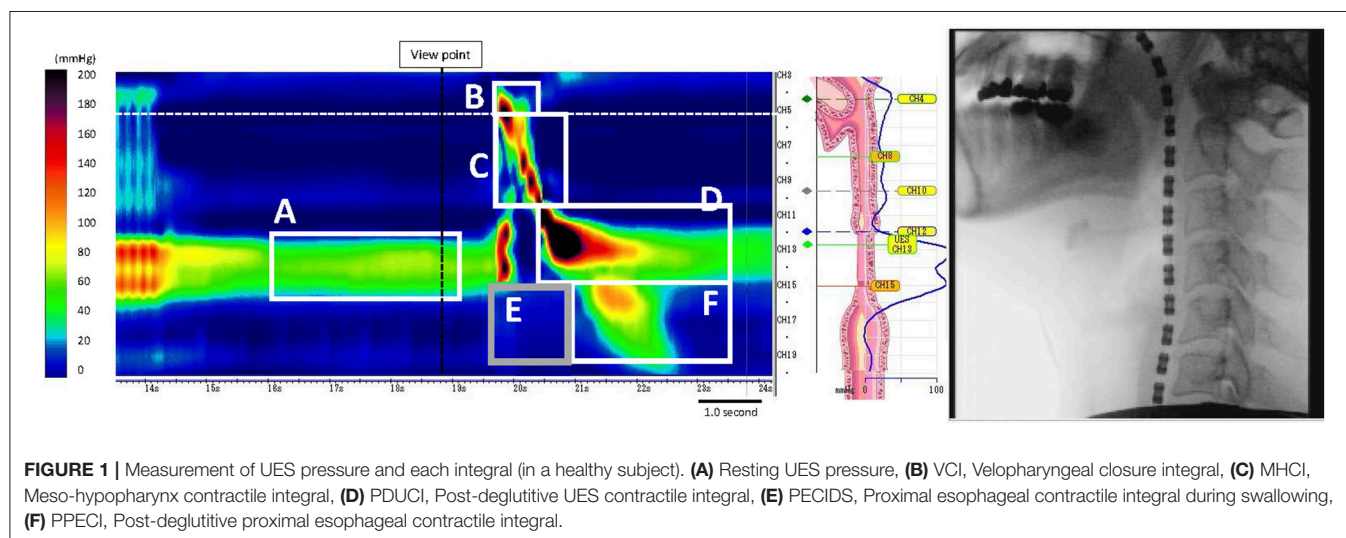 View point
(mmHg)
200
180
160
140
120
100
80
60
40
20
0
A
B
C
D
E
F
CH3
CH5
CH7
CH9
CH11
CH13
CH15
CH17
CH19
14s 15s 16s 17s 18s 19s 20s 21s 22s 23s 24s
1.0 second
CH4
CH8
CH10
CH12
UES
CH13
CH15
mmHg 0 100
FIGURE 1 | Measurement of UES pressure and each integral (in a healthy subject). (A) Resting UES pressure, (B) VCI, Velopharyngeal closure integral, (C) MHCI,
Meso-hypopharynx contractile integral, (D) PDUCI, Post-deglutitive UES contractile integral, (E) PECIDS, Proximal esophageal contractile integral during swallowing,
(F) PPECI, Post-deglutitive proximal esophageal contractile integral.